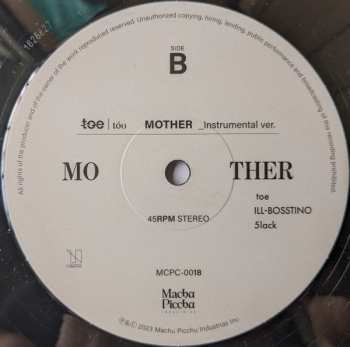 All rights of the producer and of the owner of the work reproduced reserved. Unauthorized copying, hiring, lending, public performance and broadcasting of this recording prohibited.
SIDE
B
toe | tóu MOTHER _Instrumental ver.
MO THER
toe
ILL-BOSSTINO
5lack
45RPM STEREO
MCPC-0018
Machu
Picchu
INDUSTRIAS
℗&© 2023 Machu Picchu Industrias Inc